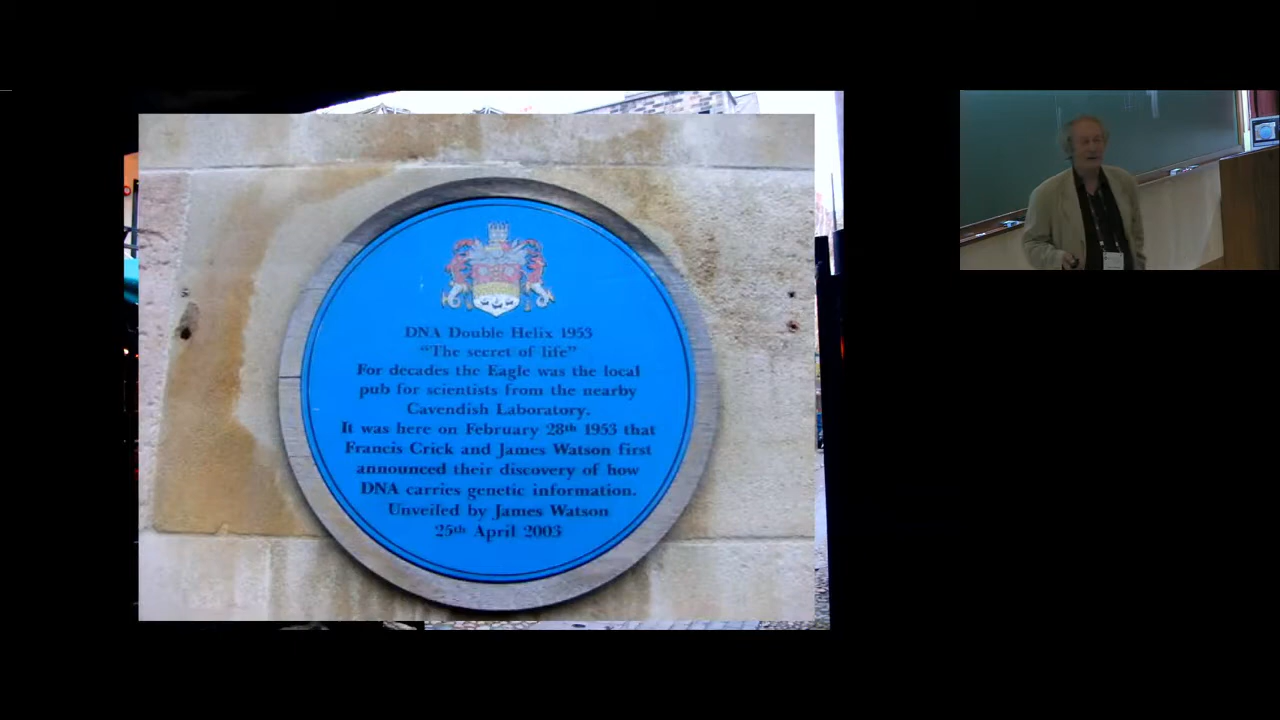 DNA Double Helix 1953
“The secret of life”
For decades the Eagle was the local
pub for scientists from the nearby
Cavendish Laboratory.
It was here on February 28th 1953 that
Francis Crick and James Watson first
announced their discovery of how
DNA carries genetic information.
Unveiled by James Watson
25th April 2003